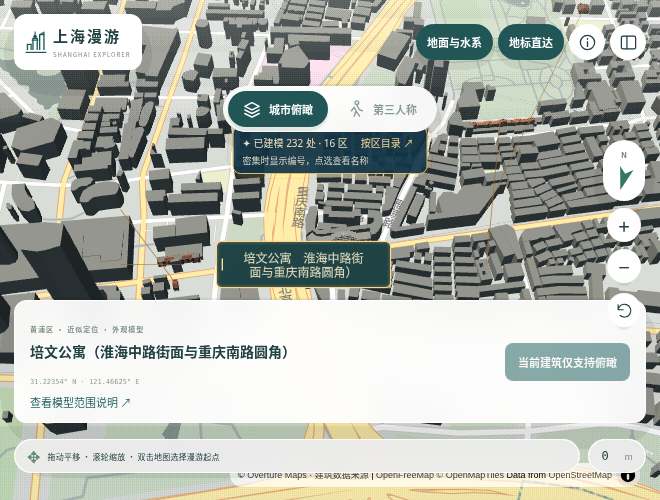 上海漫游
SHANGHAI EXPLORER
地面与水系
地标直达
城市俯瞰
第三人称
✦ 已建模 232 处 · 16 区 按区目录 ↗
密集时显示编号，点选查看名称
N
重庆南路
培文公寓 淮海中路街
面与重庆南路圆角）
+
−
黄浦区 · 近似定位 · 外观模型
培文公寓（淮海中路街面与重庆南路圆角）
31.22354° N · 121.46625° E
查看模型范围说明 ↗
当前建筑仅支持俯瞰
拖动平移 · 滚轮缩放 · 双击地图选择漫游起点
0 m
© Overture Maps · 建筑数据来源 | OpenFreeMap © OpenMapTiles Data from OpenStreetMap